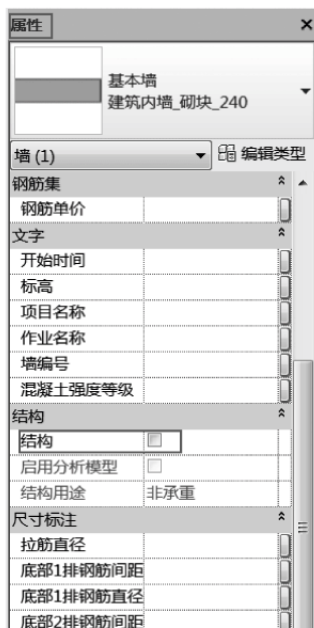 属性
基本墙
建筑内墙_砌块_240
墙 (1) 编辑类型
钢筋集
钢筋单价
文字
开始时间
标高
项目名称
作业名称
墙编号
混凝土强度等级
结构
结构
启用分析模型
结构用途 非承重
尺寸标注
拉筋直径
底部1排钢筋间距
底部1排钢筋直径
底部2排钢筋间距